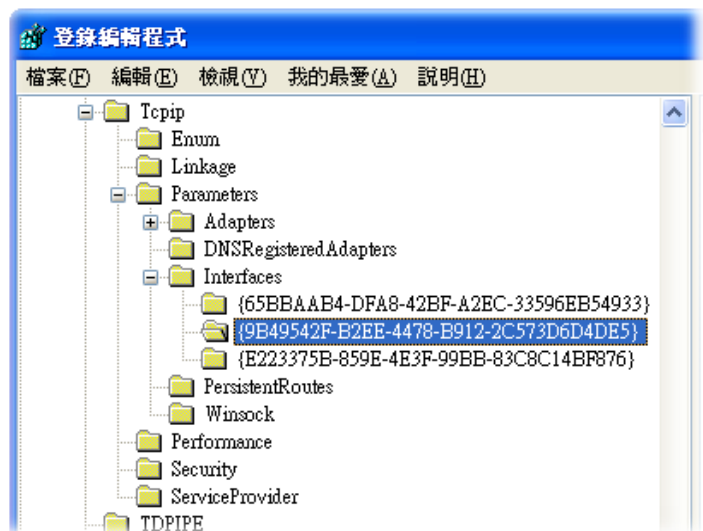 登錄編輯程式
檔案(F) 編輯(E) 檢視(V) 我的最愛(A) 說明(H)
Tcpip
Enum
Linkage
Parameters
Adapters
DNSRegisteredAdapters
Interfaces
{65BBAAB4-DFA8-42BF-A2EC-33596EB54933}
{9B49542F-B2EE-4478-B912-2C573D6D4DE5}
{E223375B-859E-4E3F-99BB-83C8C14BF876}
PersistentRoutes
Winsock
Performance
Security
ServiceProvider
TDPIPE